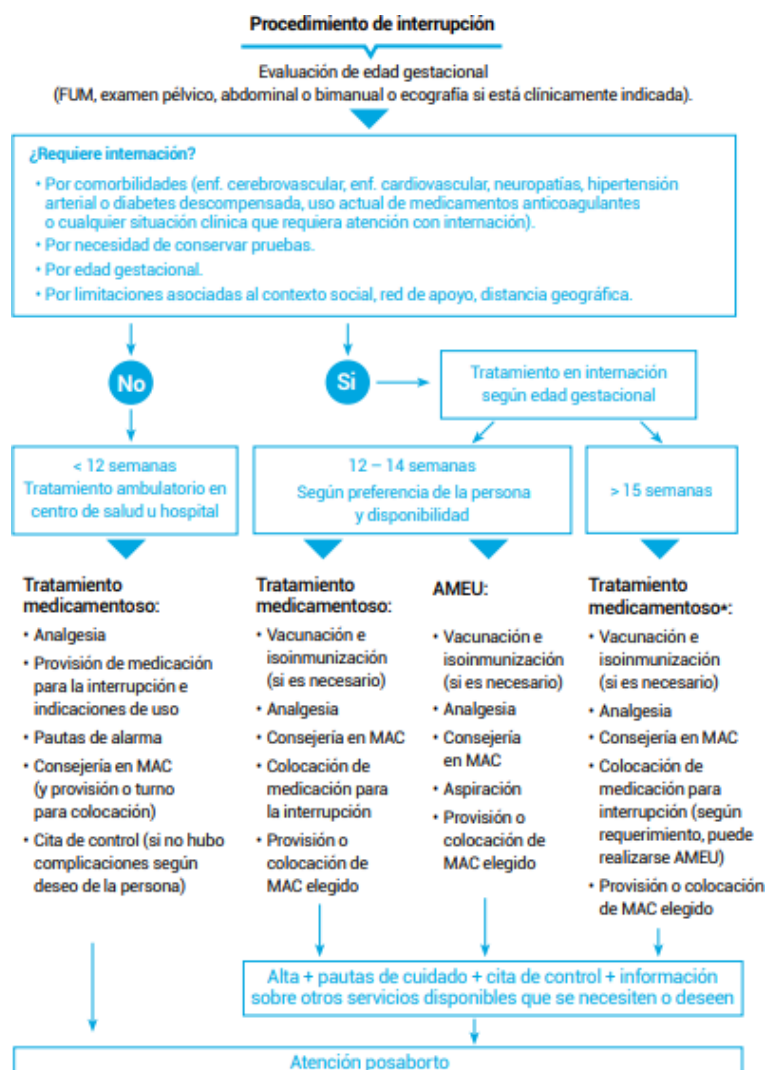 Procedimiento de interrupción
Evaluación de edad gestacional
(FUM, examen pélvico, abdominal o bimanual o ecografía si está clínicamente indicada).
¿Requiere internación?
• Por comorbilidades (enf. cerebrovascular, enf. cardiovascular, neuropatías, hipertensión
arterial o diabetes descompensada, uso actual de medicamentos anticoagulantes
o cualquier situación clínica que requiera atención con internación).
• Por necesidad de conservar pruebas.
• Por edad gestacional.
• Por limitaciones asociadas al contexto social, red de apoyo, distancia geográfica.
No
Si
Tratamiento en internación
según edad gestacional
< 12 semanas
Tratamiento ambulatorio en
centro de salud u hospital
12 – 14 semanas
Según preferencia de la persona
y disponibilidad
> 15 semanas
Tratamiento
medicamentoso:
• Analgesia
• Provisión de medicación
para la interrupción e
indicaciones de uso
• Pautas de alarma
• Consejería en MAC
(y provisión o turno
para colocación)
• Cita de control (si no hubo
complicaciones según
deseo de la persona)
Tratamiento
medicamentoso:
• Vacunación e
isoinmunización
(si es necesario)
• Analgesia
• Consejería en MAC
• Colocación de
medicación para
la interrupción
• Provisión o
colocación de
MAC elegido
AMEU:
• Vacunación e
isoinmunización
(si es necesario)
• Analgesia
• Consejería
en MAC
• Aspiración
• Provisión o
colocación de
MAC elegido
Tratamiento
medicamentoso*:
• Vacunación e
isoinmunización
(si es necesario)
• Analgesia
• Consejería en MAC
• Colocación de
medicación para
interrupción (según
requerimiento, puede
realizarse AMEU)
• Provisión o colocación
de MAC elegido
Alta + pautas de cuidado + cita de control + información
sobre otros servicios disponibles que se necesiten o deseen
Atención posaborto